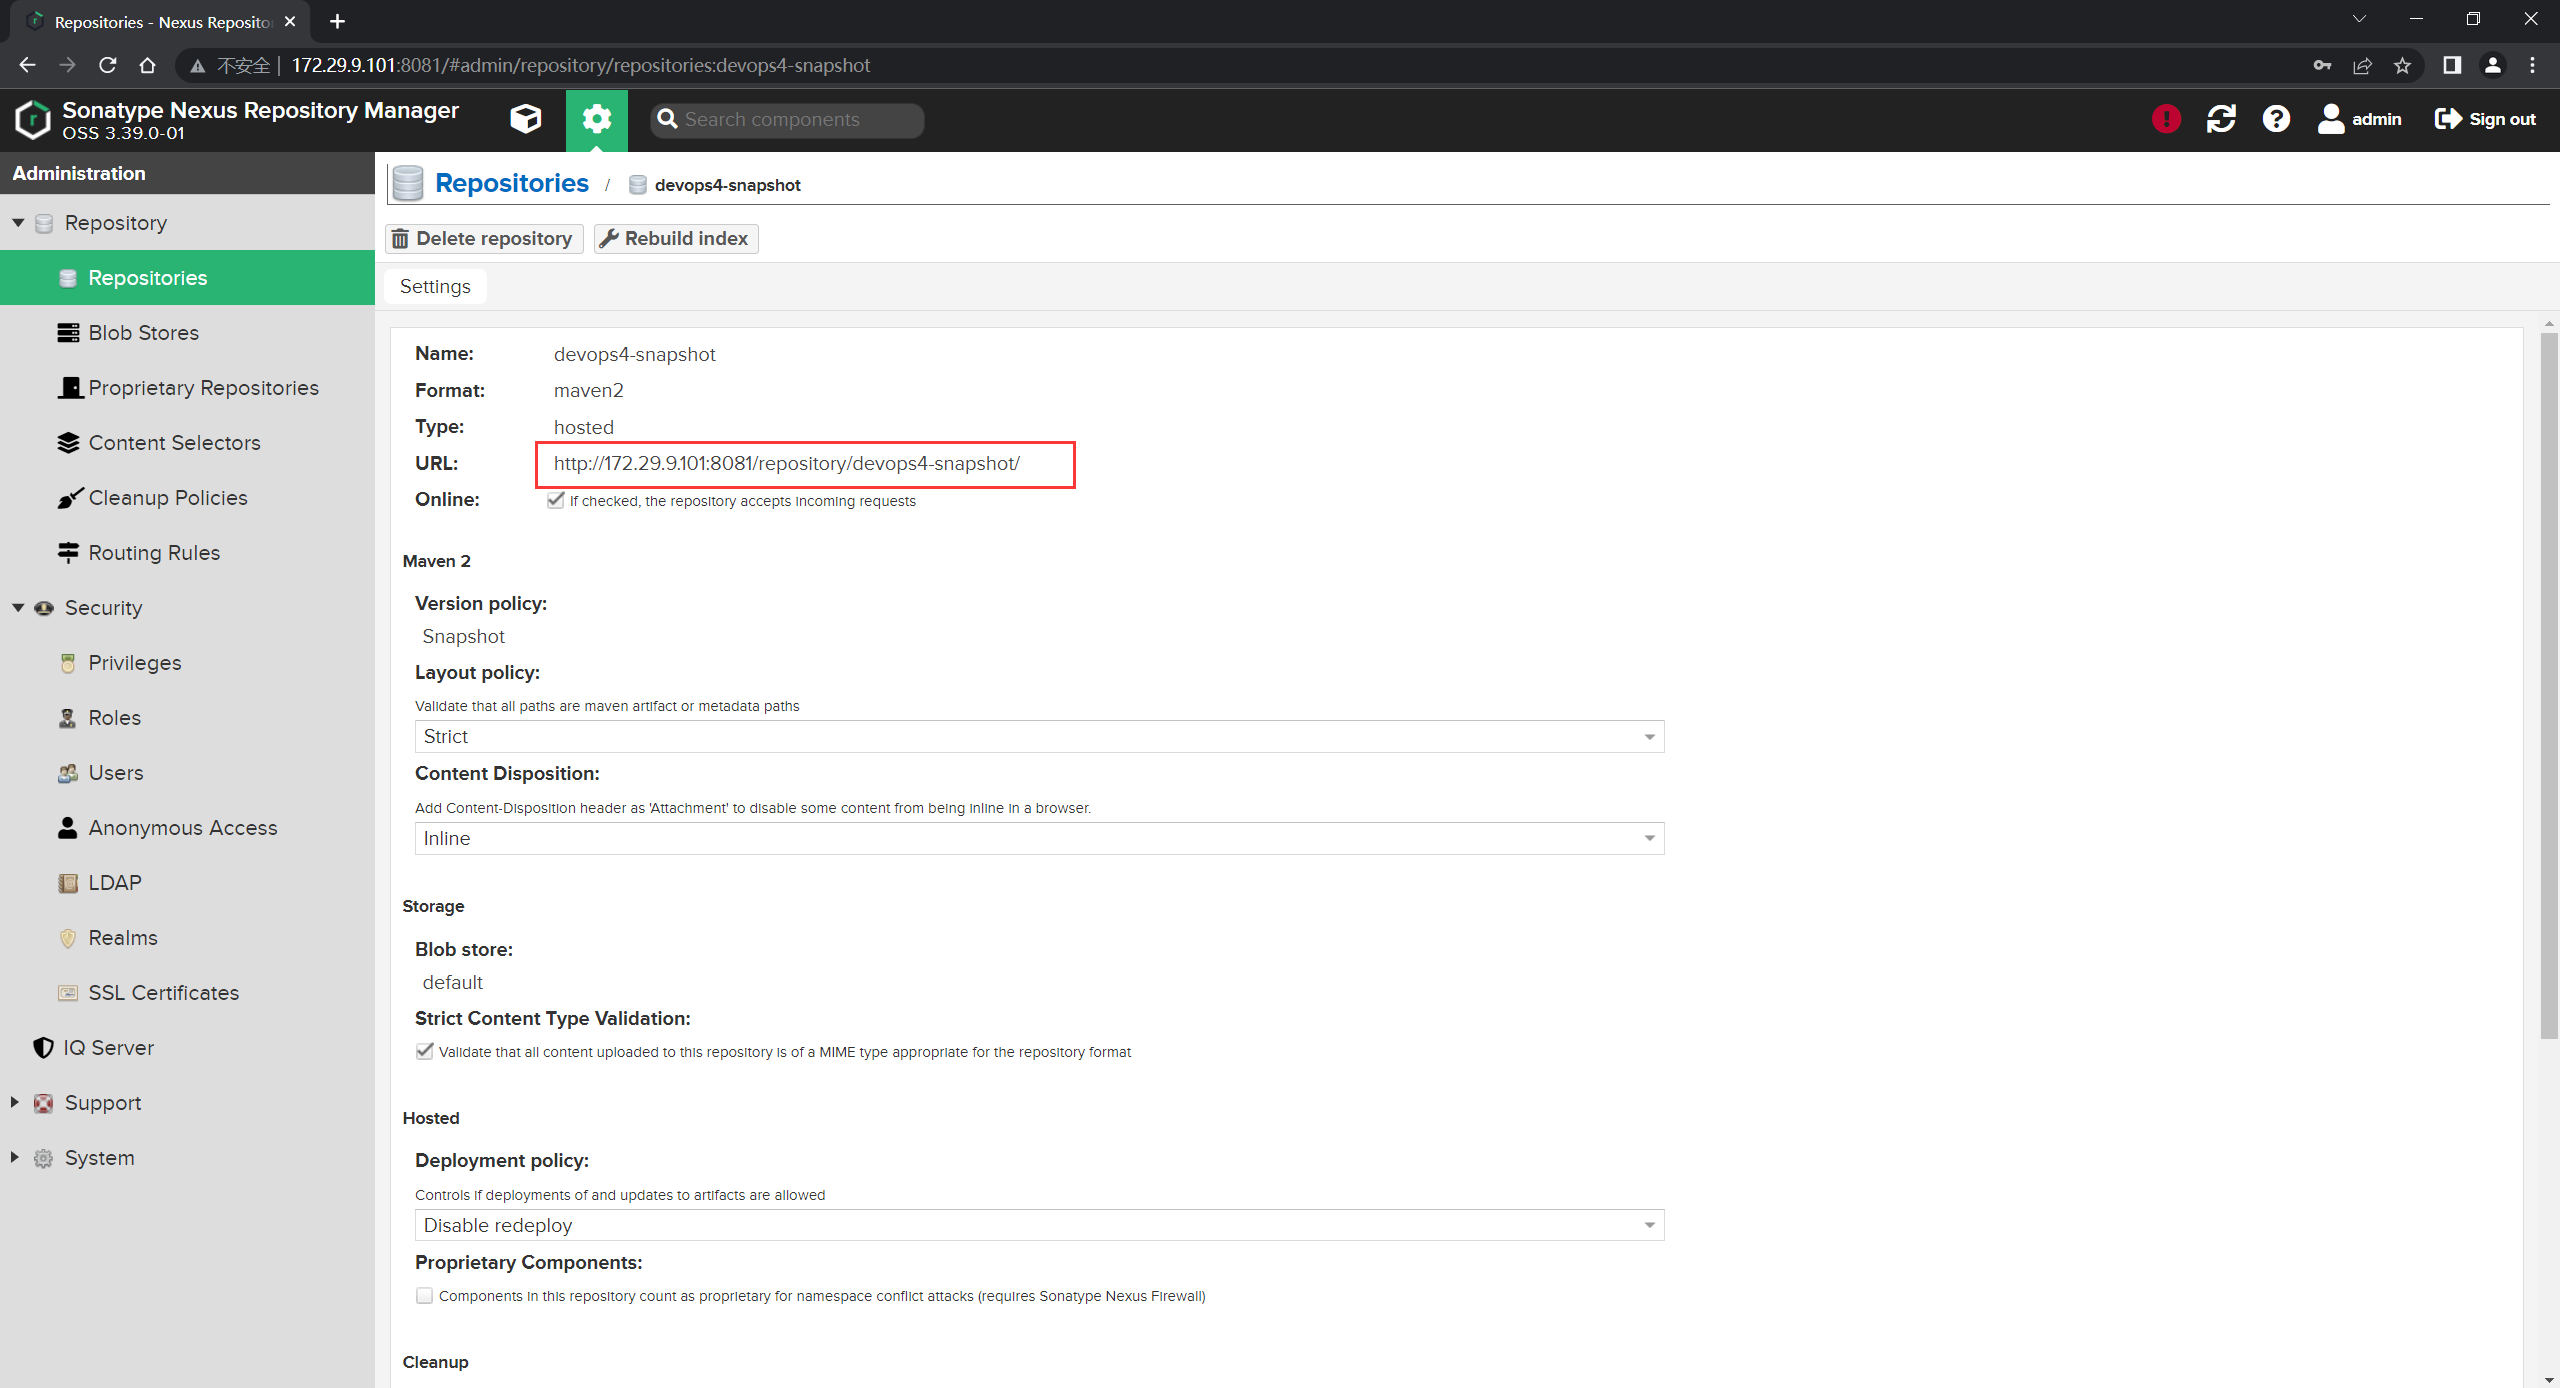 Repositories - Nexus Reposito
不安全 | 172.29.9.101:8081/#admin/repository/repositories:devops4-snapshot
Sonatype Nexus Repository Manager
OSS 3.39.0-01
Search components
admin
Sign out
Administration
Repository
Repositories
Blob Stores
Proprietary Repositories
Content Selectors
Cleanup Policies
Routing Rules
Security
Privileges
Roles
Users
Anonymous Access
LDAP
Realms
SSL Certificates
IQ Server
Support
System
Repositories / devops4-snapshot
Delete repository
Rebuild index
Settings
Name: devops4-snapshot
Format: maven2
Type: hosted
URL: http://172.29.9.101:8081/repository/devops4-snapshot/
Online: If checked, the repository accepts incoming requests
Maven 2
Version policy:
Snapshot
Layout policy:
Validate that all paths are maven artifact or metadata paths
Strict
Content Disposition:
Add Content-Disposition header as 'Attachment' to disable some content from being inline in a browser.
Inline
Storage
Blob store:
default
Strict Content Type Validation:
Validate that all content uploaded to this repository is of a MIME type appropriate for the repository format
Hosted
Deployment policy:
Controls if deployments of and updates to artifacts are allowed
Disable redeploy
Proprietary Components:
Components in this repository count as proprietary for namespace conflict attacks (requires Sonatype Nexus Firewall)
Cleanup